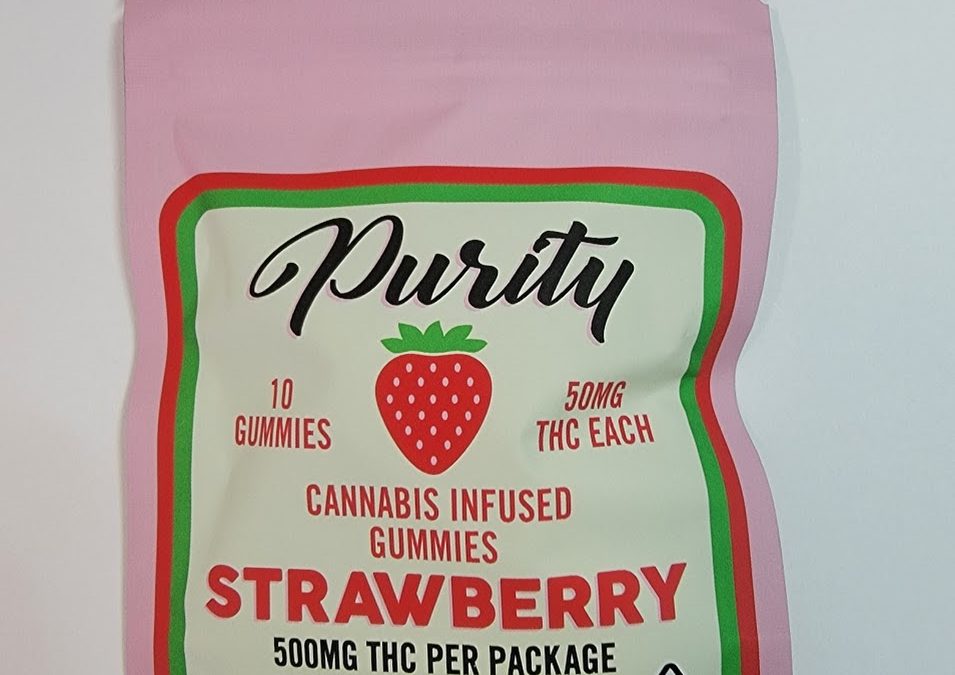 Purity
10
GUMMIES
50MG
THC EACH
CANNABIS INFUSED
GUMMIES
STRAWBERRY
500MG THC PER PACKAGE